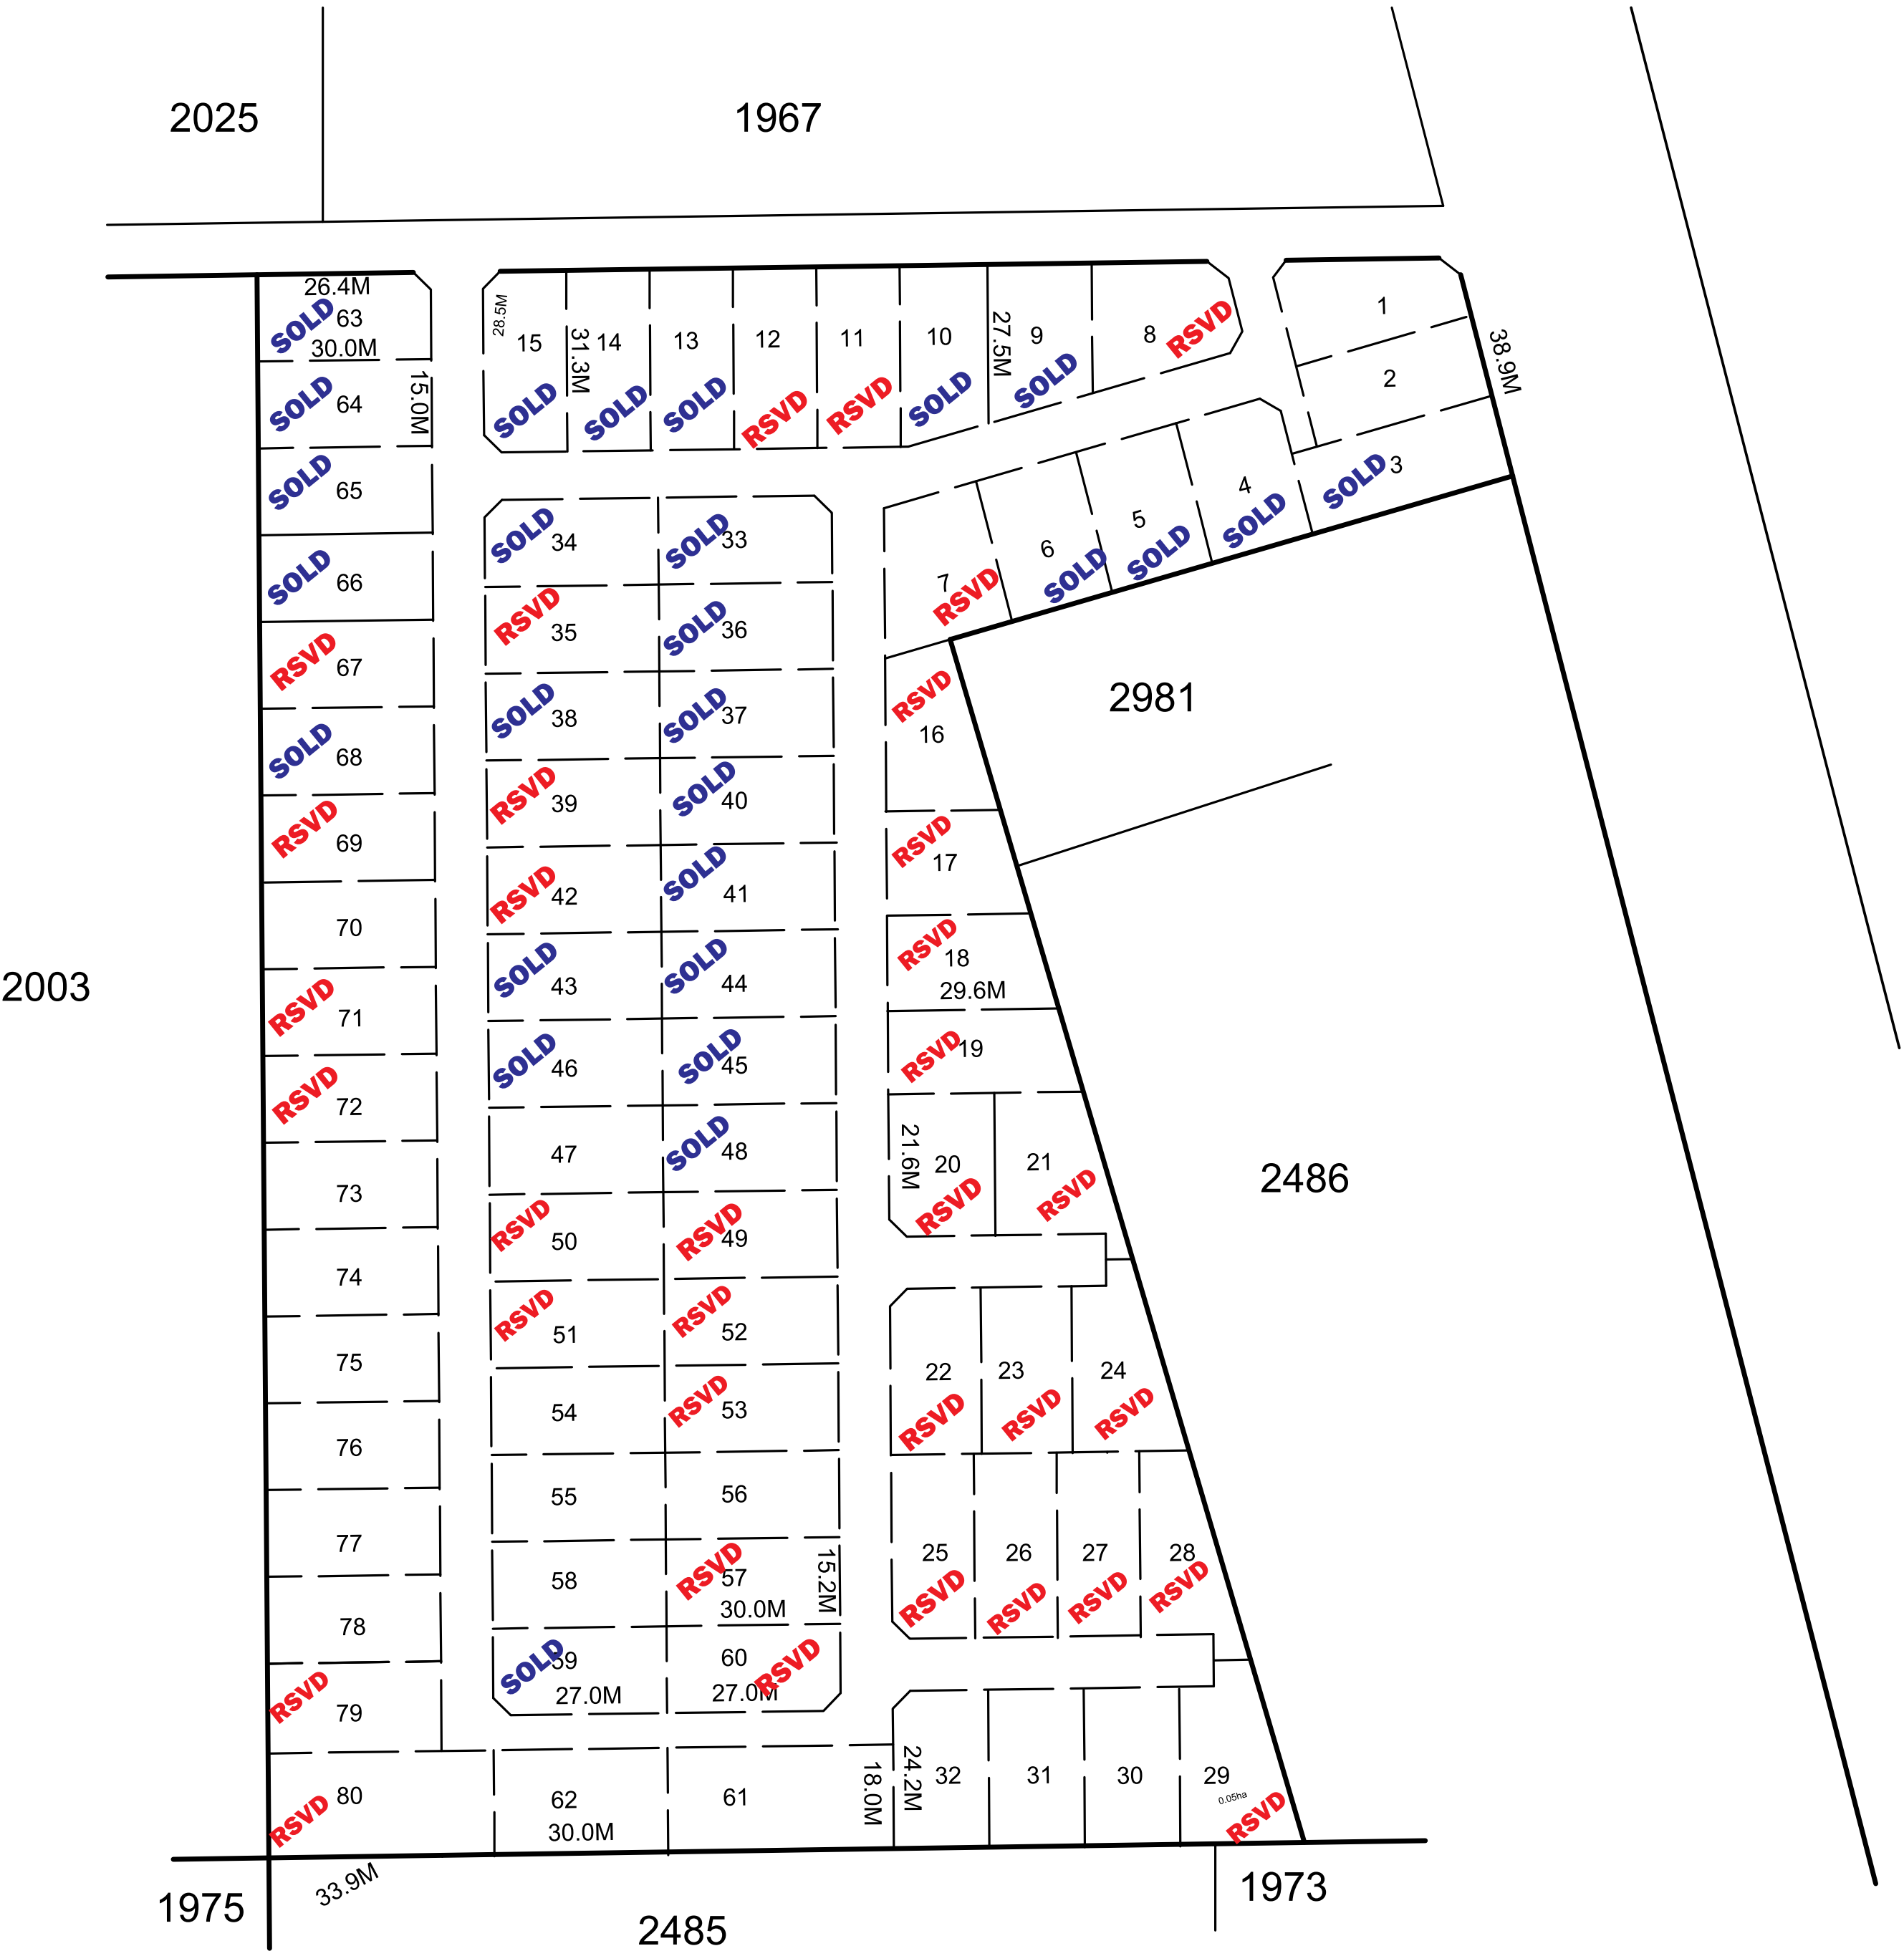 2025
1967
26.4M
SOLD 63
30.0M
SOLD 64
15.0M
SOLD 65
SOLD 66
RSVD 67
SOLD 68
RSVD 69
70
RSVD 71
RSVD 72
73
74
75
76
77
78
RSVD 79
RSVD 80
33.9M
28.5M
15 SOLD
31.3M
14 SOLD
13 SOLD
12 RSVD
11 RSVD
10 SOLD
27.5M
9 SOLD
8 RSVD
1
38.9M
2
SOLD 3
4 SOLD
5 SOLD
6 SOLD
7 RSVD
SOLD 34
SOLD 33
RSVD 35
SOLD 36
SOLD 38
SOLD 37
RSVD 39
SOLD 40
RSVD 42
SOLD 41
SOLD 43
SOLD 44
SOLD 46
SOLD 45
47
SOLD 48
RSVD 50
RSVD 49
RSVD 51
RSVD 52
54
RSVD 53
55
56
58
RSVD 57
30.0M
15.2M
SOLD 59
27.0M
60 RSVD
27.0M
62
30.0M
61
18.0M
RSVD 16
RSVD 17
RSVD 18
29.6M
RSVD 19
21.6M
20 RSVD
21 RSVD
22 RSVD
23 RSVD
24 RSVD
25 RSVD
26 RSVD
27 RSVD
28 RSVD
24.2M
32
31
30
29
0.05ha
RSVD
2981
2486
2003
1975
2485
1973